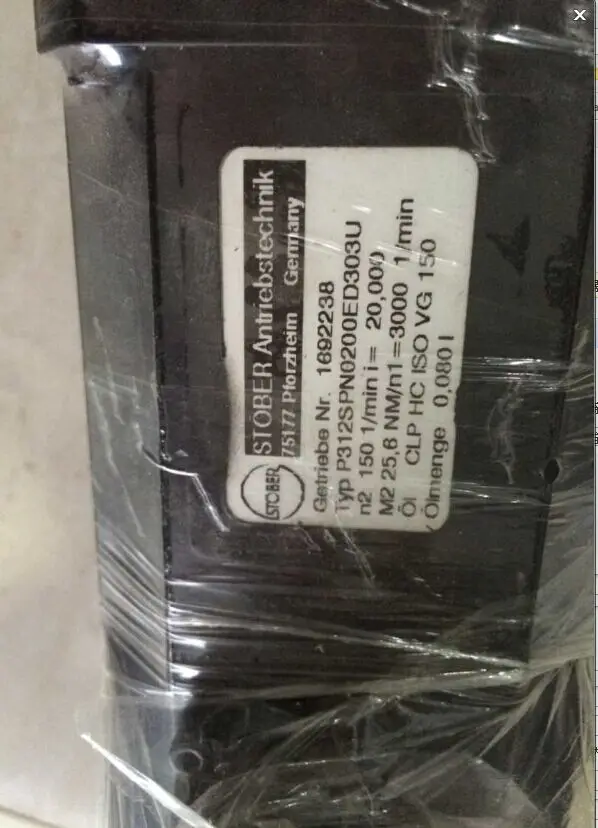 STÖBER
STÖBER Antriebstechnik
75177 Pforzheim Germany
Getriebe Nr. 1692238
Typ P312SPN0200ED303U
n2 150 1/min i= 20,000
M2 25,6 NM/n1=3000 1/min
Öl CLP HC ISO VG 150
Ölmenge 0,080 l